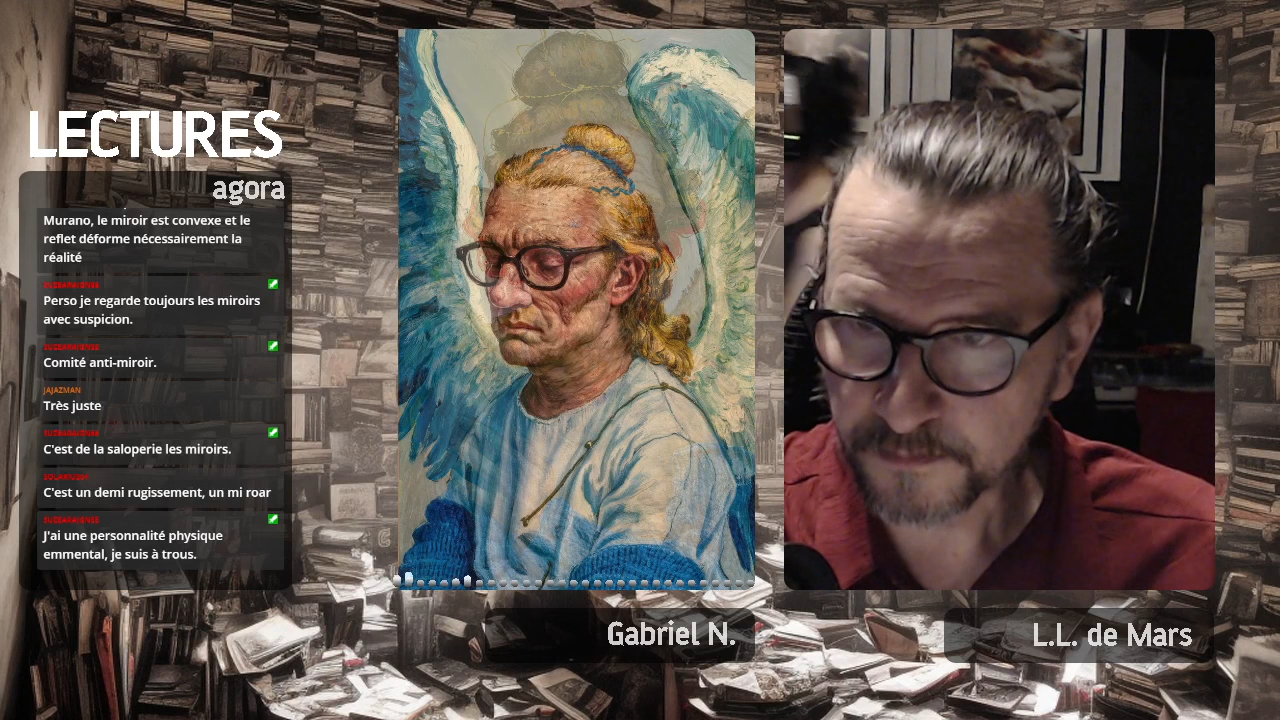 LECTURES
agora
Murano, le miroir est convexe et le
reflet déforme nécessairement la
réalité
Perso je regarde toujours les miroirs
avec suspicion.
Comité anti-miroir.
JAJAZMAN
Très juste
C'est de la saloperie les miroirs.
C'est un demi rugissement, un mi roar
J'ai une personnalité physique
emmental, je suis à trous.
Gabriel N.
L.L. de Mars